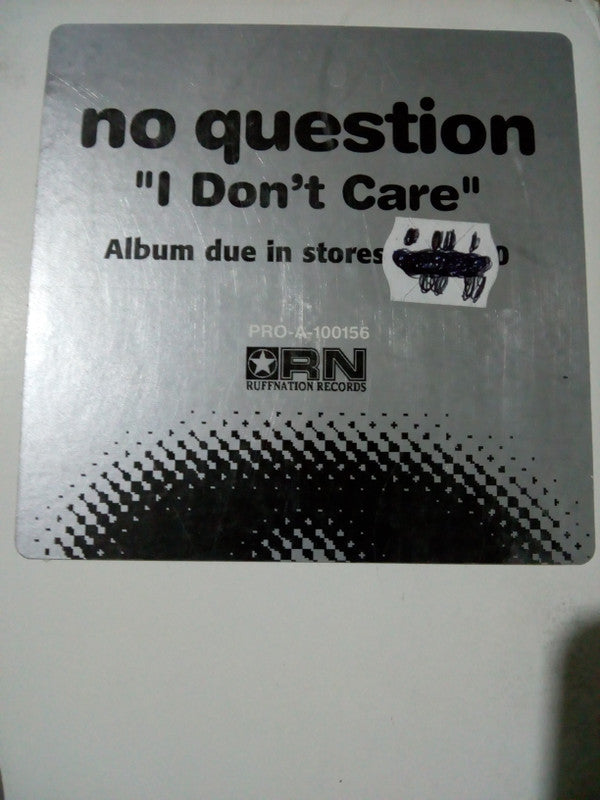 no question
"I Don't Care"
Album due in stores
PRO-A-100156
RN
RUFFNATION RECORDS